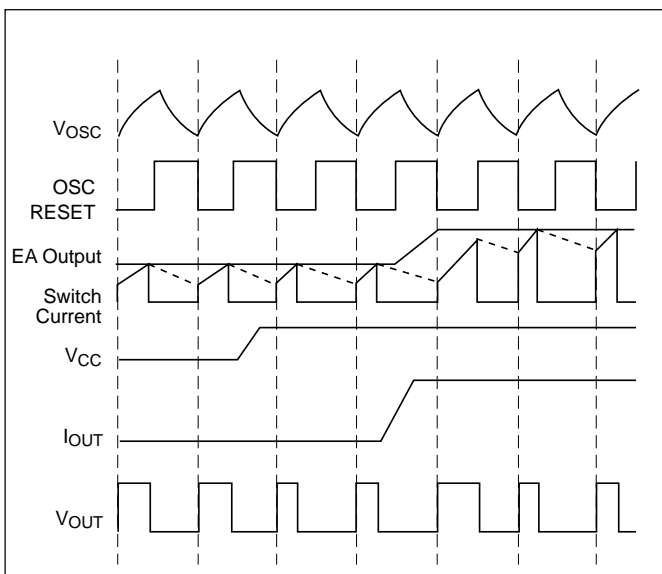 VOSC
OSC
RESET
EA Output
Switch
Current
VCC
IOUT
VOUT